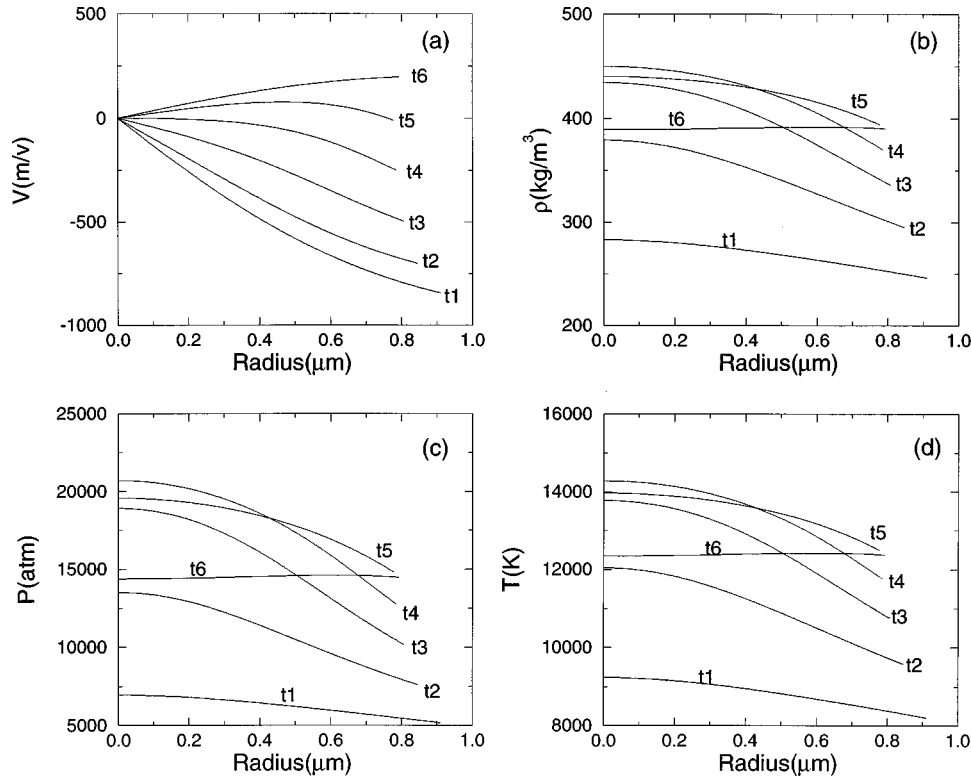 500
(a)
t6
0
t5
t4
V(m/v)
-500
t3
t2
t1
-1000
0.0 0.2 0.4 0.6 0.8 1.0
Radius(μm)
500
(b)
t5
400
t6
t4
ρ(kg/m³)
t3
t2
300
t1
200
0.0 0.2 0.4 0.6 0.8 1.0
Radius(μm)
25000
(c)
20000
t5
P(atm)
15000
t6
t4
t3
10000
t2
t1
5000
0.0 0.2 0.4 0.6 0.8 1.0
Radius(μm)
16000
(d)
14000
t5
t6
T(K)
12000
t4
t3
10000
t2
t1
8000
0.0 0.2 0.4 0.6 0.8 1.0
Radius(μm)